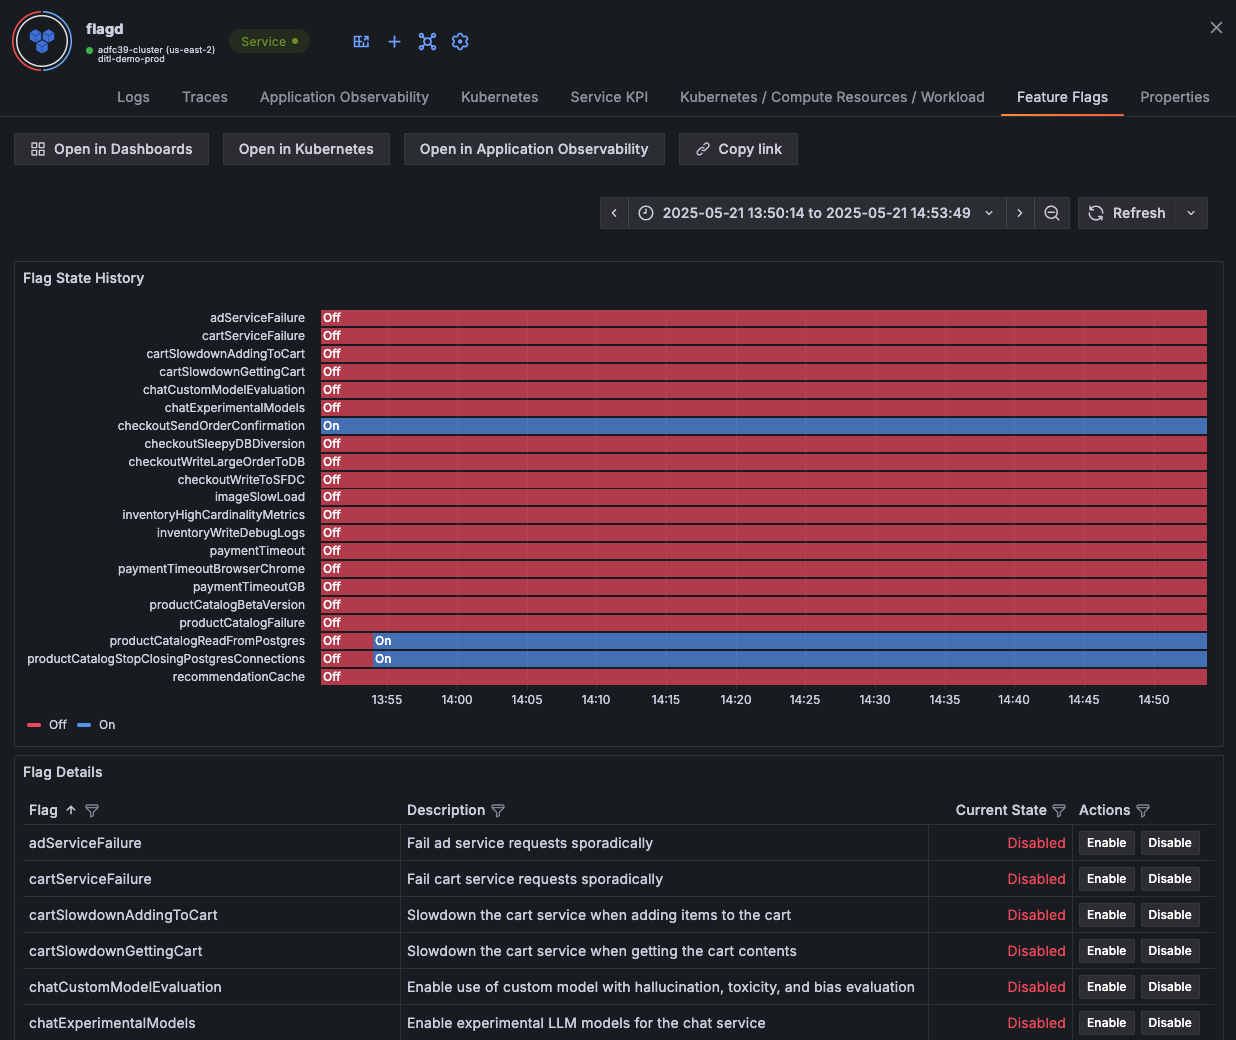 flagd
adfc39-cluster (us-east-2)
ditl-demo-prod
Service
Logs Traces Application Observability Kubernetes Service KPI Kubernetes / Compute Resources / Workload Feature Flags Properties
Open in Dashboards Open in Kubernetes Open in Application Observability Copy link
2025-05-21 13:50:14 to 2025-05-21 14:53:49 Refresh
Flag State History
adServiceFailure Off
cartServiceFailure Off
cartSlowdownAddingToCart Off
cartSlowdownGettingCart Off
chatCustomModelEvaluation Off
chatExperimentalModels Off
checkoutSendOrderConfirmation On
checkoutSleepyDBDiversion Off
checkoutWriteLargeOrderToDB Off
checkoutWriteToSFDC Off
imageSlowLoad Off
inventoryHighCardinalityMetrics Off
inventoryWriteDebugLogs Off
paymentTimeout Off
paymentTimeoutBrowserChrome Off
paymentTimeoutGB Off
productCatalogBetaVersion Off
productCatalogFailure Off
productCatalogReadFromPostgres Off On
productCatalogStopClosingPostgresConnections Off On
recommendationCache Off
13:55 14:00 14:05 14:10 14:15 14:20 14:25 14:30 14:35 14:40 14:45 14:50
Off On
Flag Details
Flag Description Current State Actions
adServiceFailure Fail ad service requests sporadically Disabled Enable Disable
cartServiceFailure Fail cart service requests sporadically Disabled Enable Disable
cartSlowdownAddingToCart Slowdown the cart service when adding items to the cart Disabled Enable Disable
cartSlowdownGettingCart Slowdown the cart service when getting the cart contents Disabled Enable Disable
chatCustomModelEvaluation Enable use of custom model with hallucination, toxicity, and bias evaluation Disabled Enable Disable
chatExperimentalModels Enable experimental LLM models for the chat service Disabled Enable Disable